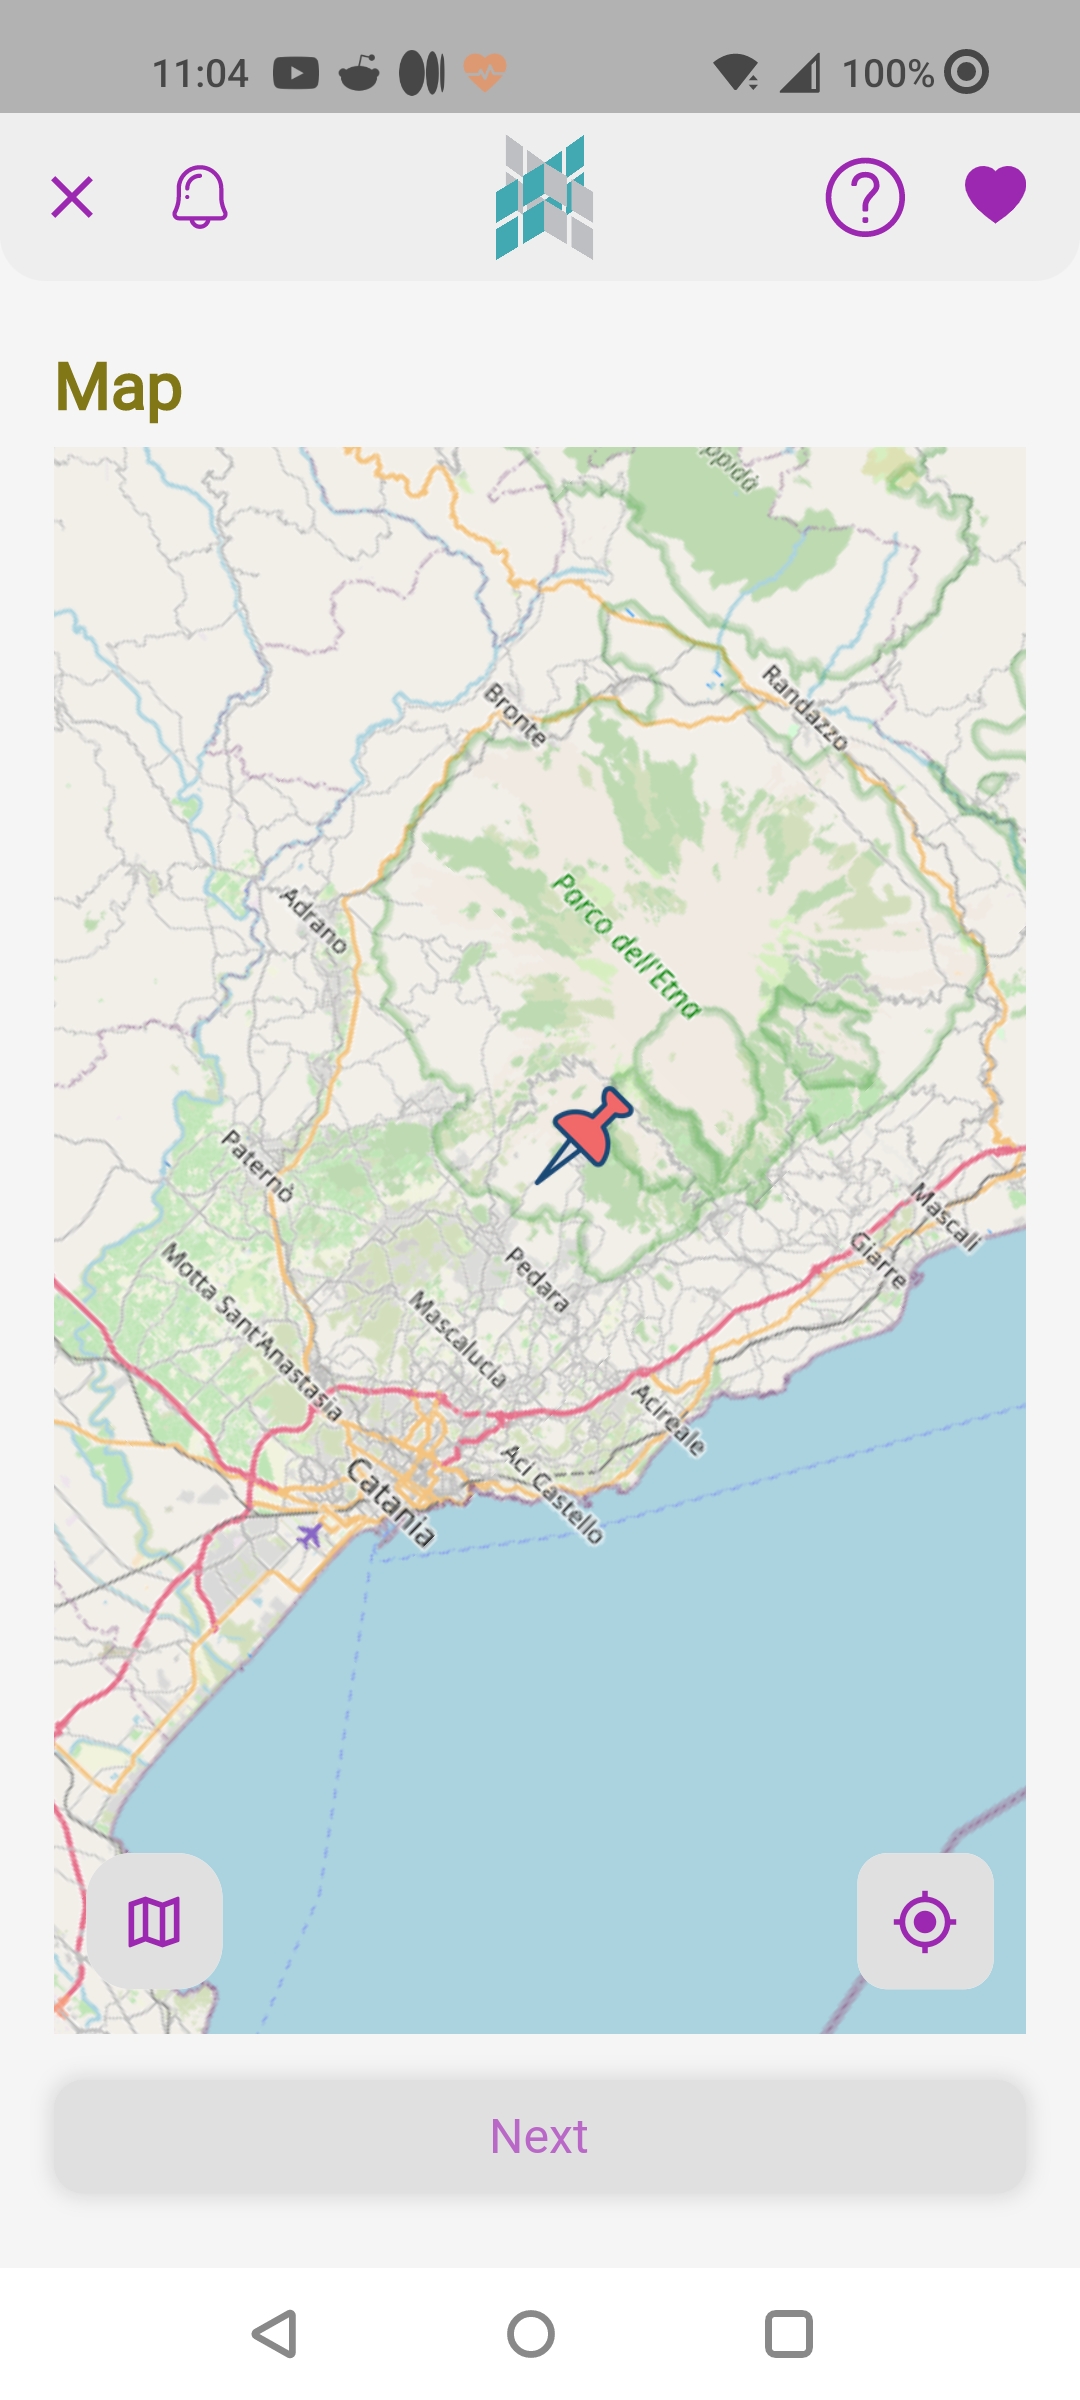 11:04
100%
Map
ppidà
Randazzo
Bronte
Parco dell'Etna
Adrano
Paternò
Mascali
Giarre
Pedara
Motta Sant'Anastasia
Mascalucia
Acireale
Aci Castello
Catania
Next